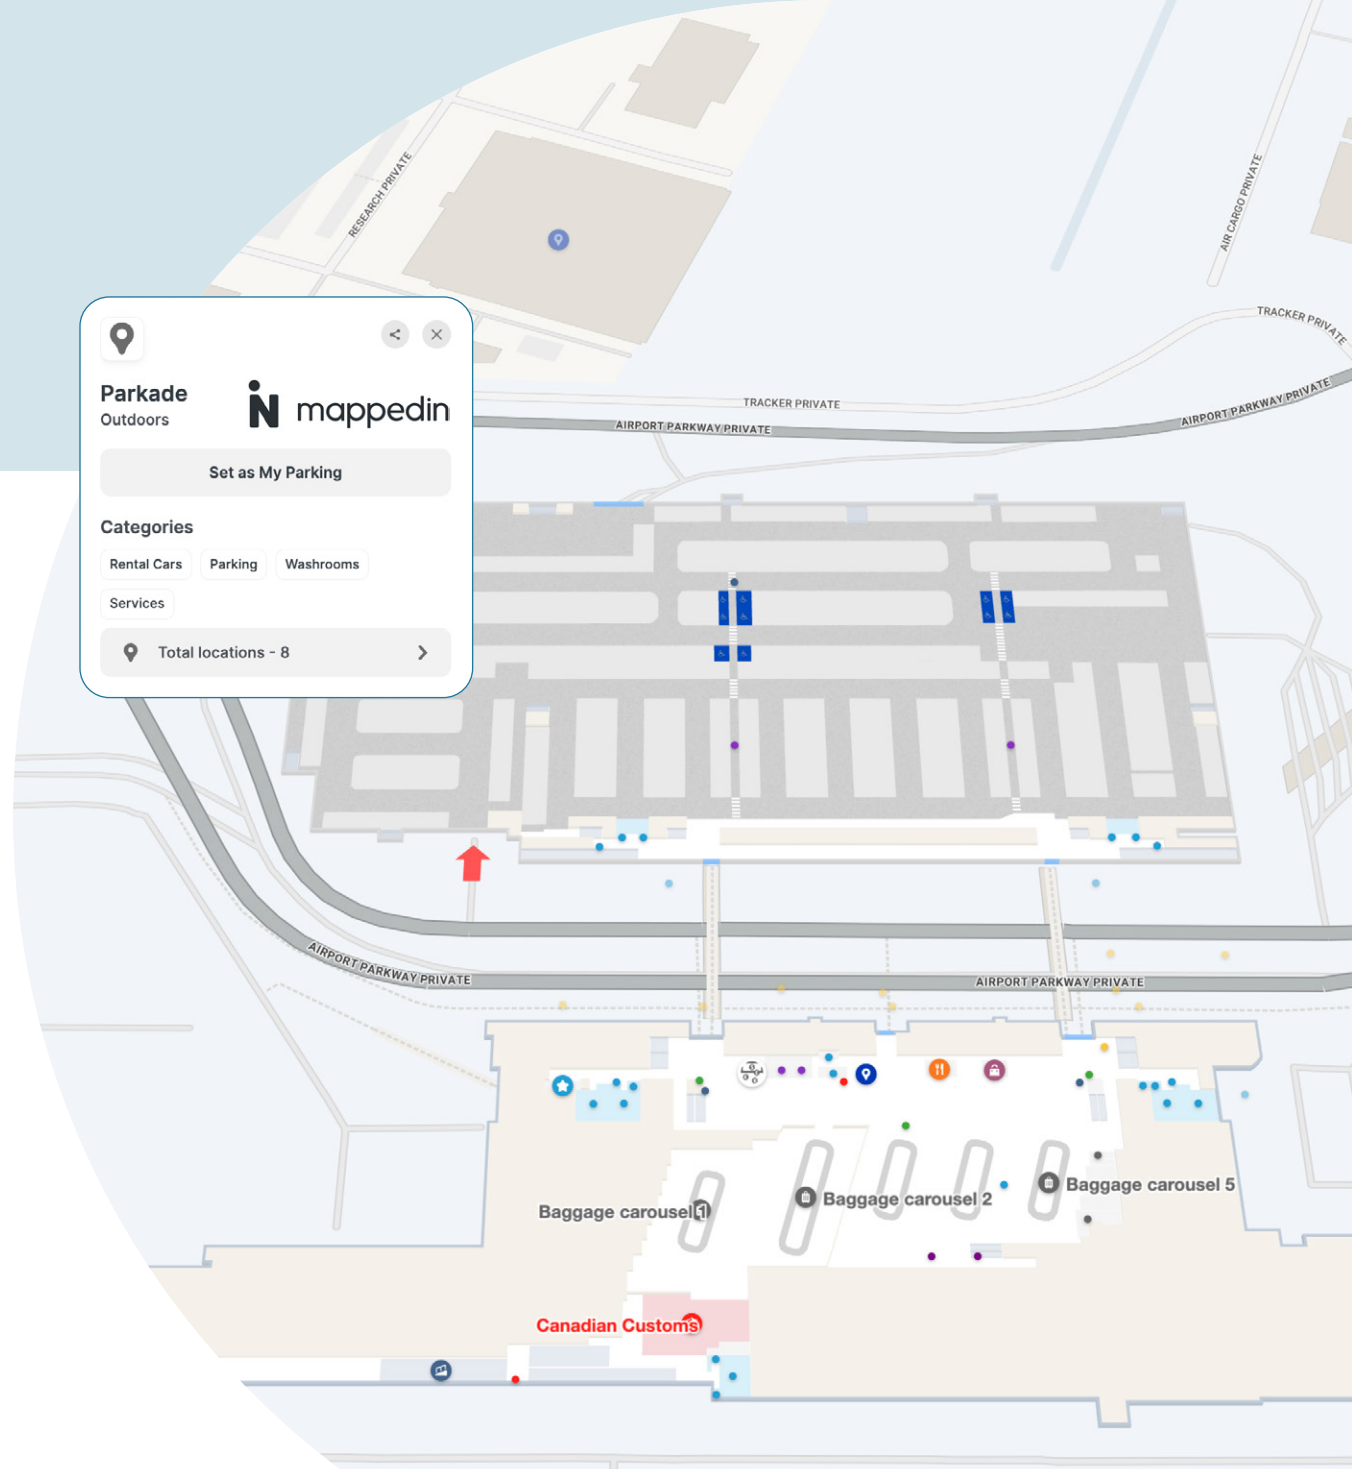 RESEARCH PRIVATE
AIR CARGO PRIVATE
TRACKER PRIVATE
TRACKER PRIVATE
AIRPORT PARKWAY PRIVATE
AIRPORT PARKWAY PRIVATE
Parkade
Outdoors
mappedin
Set as My Parking
Categories
Rental Cars
Parking
Washrooms
Services
Total locations - 8
AIRPORT PARKWAY PRIVATE
AIRPORT PARKWAY PRIVATE
Baggage carousel 1
Baggage carousel 2
Baggage carousel 5
Canadian Customs